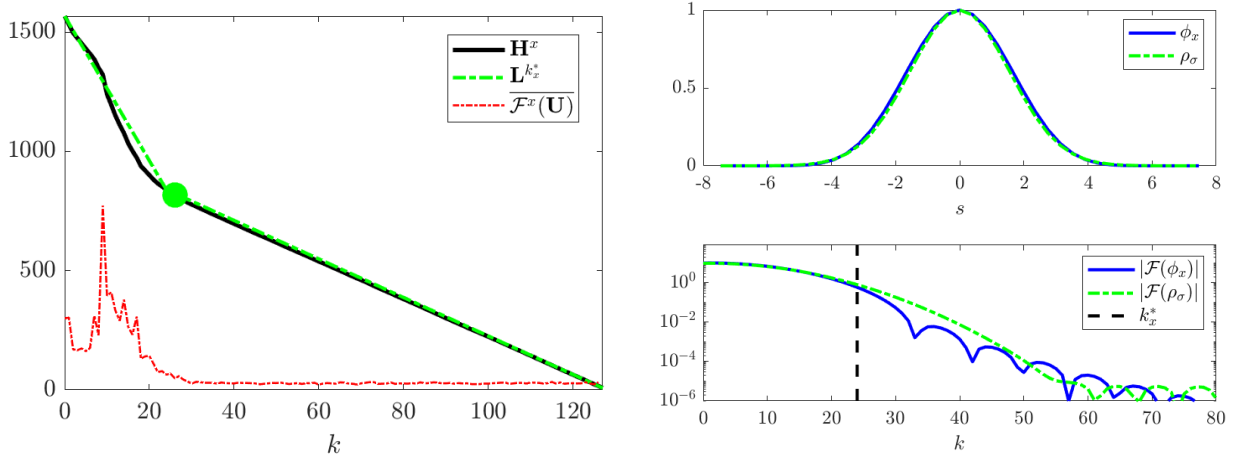 1500
1000
500
0
0 20 40 60 80 100 120
k
H^x
L^{k_x^*}
\overline{\mathcal{F}^x(U)}
1
0.5
0
-8 -6 -4 -2 0 2 4 6 8
s
ϕ_x
ρ_σ
10^0
10^{-2}
10^{-4}
10^{-6}
0 10 20 30 40 50 60 70 80
k
|\mathcal{F}(ϕ_x)|
|\mathcal{F}(ρ_σ)|
k_x^*